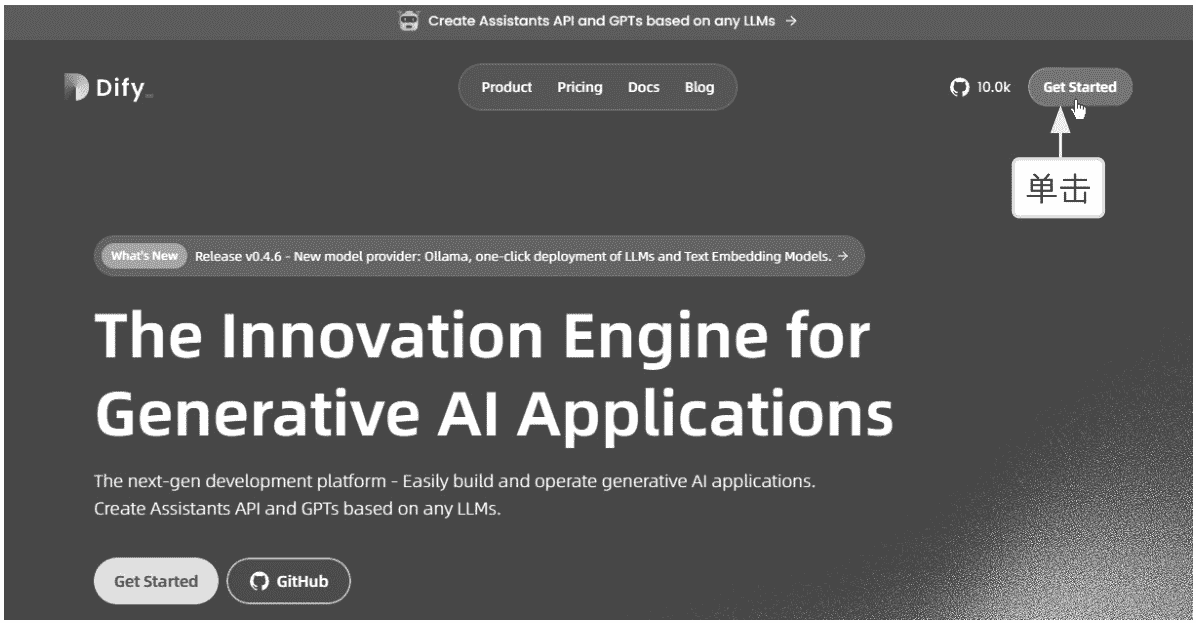 Create Assistants API and GPTs based on any LLMs →
Dify_
Product Pricing Docs Blog
10.0k
Get Started
单击
What's New Release v0.4.6 - New model provider: Ollama, one-click deployment of LLMs and Text Embedding Models. →
The Innovation Engine for
Generative AI Applications
The next-gen development platform - Easily build and operate generative AI applications.
Create Assistants API and GPTs based on any LLMs.
Get Started
GitHub